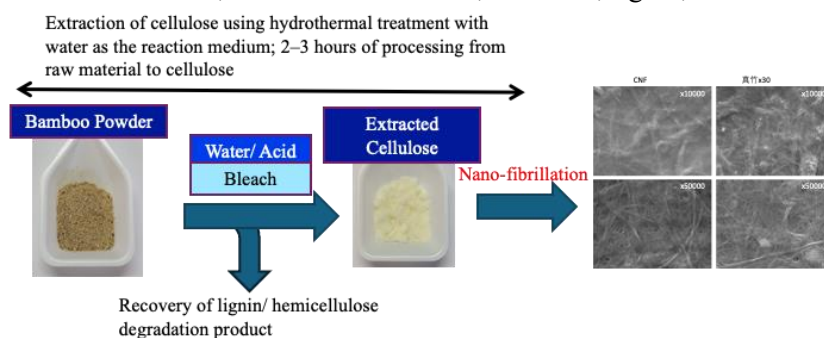 Extraction of cellulose using hydrothermal treatment with
water as the reaction medium; 2–3 hours of processing from
raw material to cellulose
Bamboo Powder
Water/ Acid
Bleach
Extracted
Cellulose
Nano-fibrillation
Recovery of lignin/ hemicellulose
degradation product
CNF
真竹x30
x10000
x10000
x50000
x50000